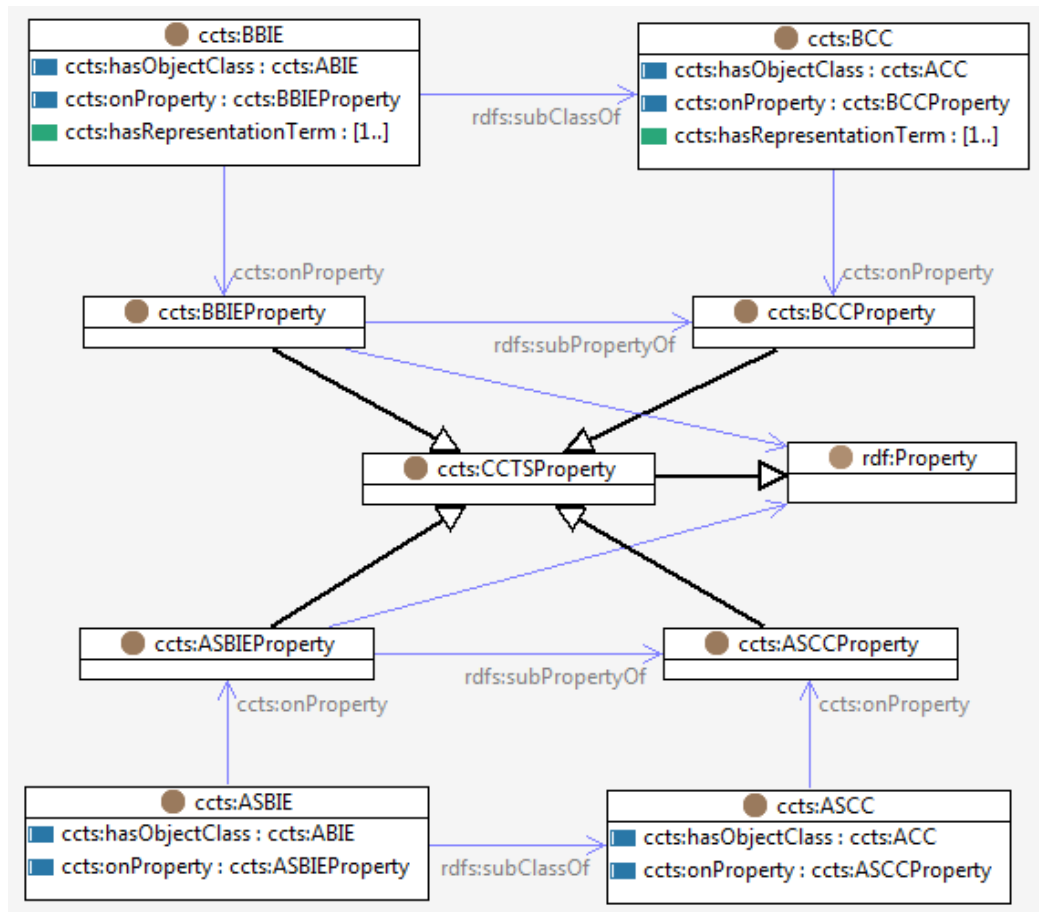 ccts:BBIE
ccts:hasObjectClass : ccts:ABIE
ccts:onProperty : ccts:BBIEProperty
ccts:hasRepresentationTerm : [1..]
rdfs:subClassOf
ccts:BCC
ccts:hasObjectClass : ccts:ACC
ccts:onProperty : ccts:BCCProperty
ccts:hasRepresentationTerm : [1..]
ccts:onProperty
ccts:onProperty
ccts:BBIEProperty
rdfs:subPropertyOf
ccts:BCCProperty
ccts:CCTSProperty
rdf:Property
ccts:ASBIEProperty
rdfs:subPropertyOf
ccts:ASCCProperty
ccts:onProperty
ccts:onProperty
ccts:ASBIE
ccts:hasObjectClass : ccts:ABIE
ccts:onProperty : ccts:ASBIEProperty
rdfs:subClassOf
ccts:ASCC
ccts:hasObjectClass : ccts:ACC
ccts:onProperty : ccts:ASCCProperty